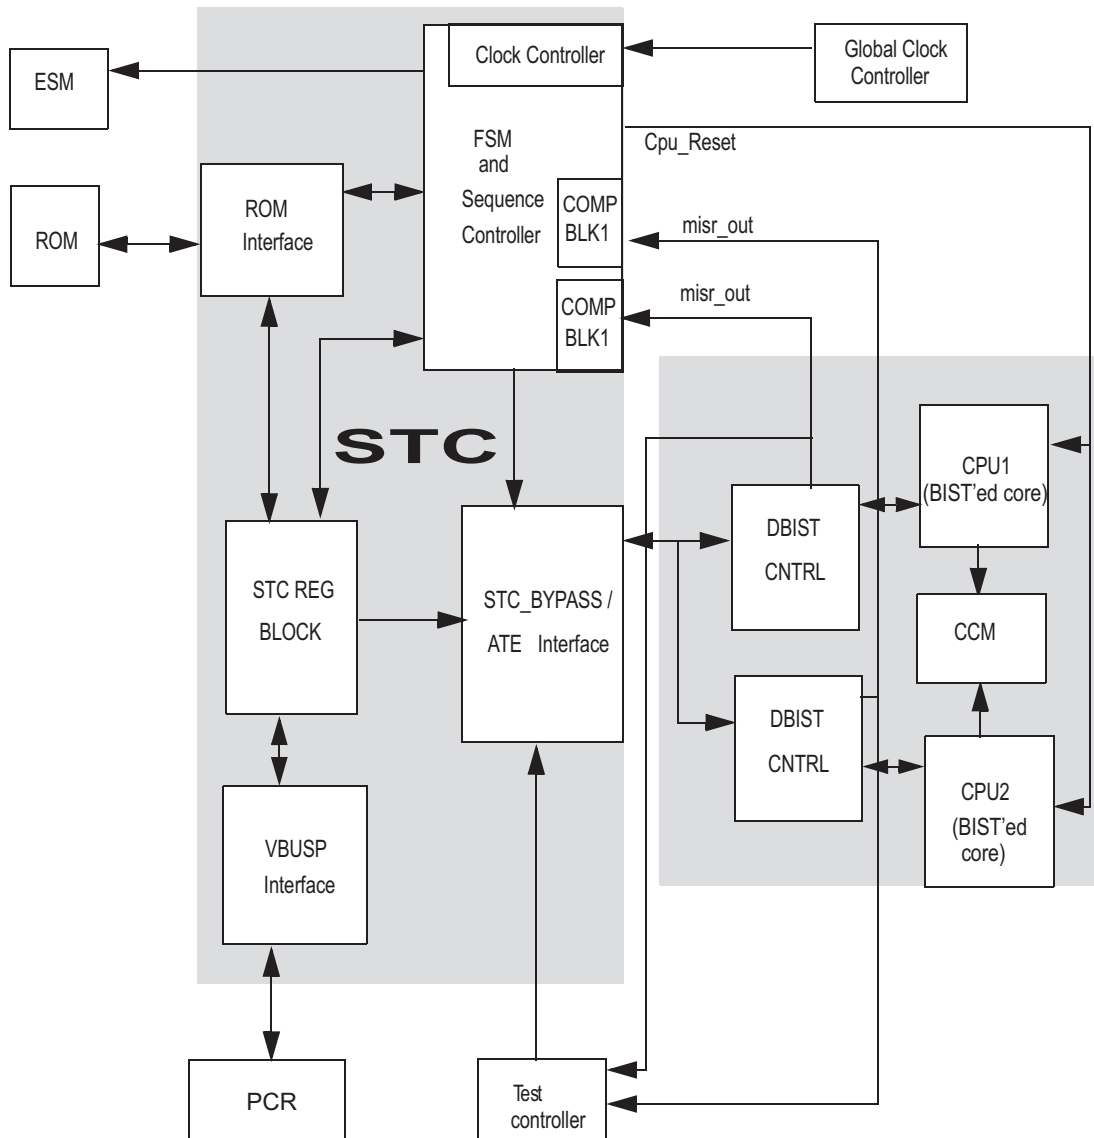 Clock Controller
Global Clock
Controller
ESM
FSM
and
Sequence
Controller
Cpu_Reset
ROM
Interface
ROM
COMP
BLK1
misr_out
COMP
BLK1
misr_out
STC
CPU1
(BIST'ed core)
DBIST
CNTRL
STC REG
BLOCK
STC_BYPASS /
ATE Interface
CCM
DBIST
CNTRL
CPU2
(BIST'ed
core)
VBUSP
Interface
PCR
Test
controller